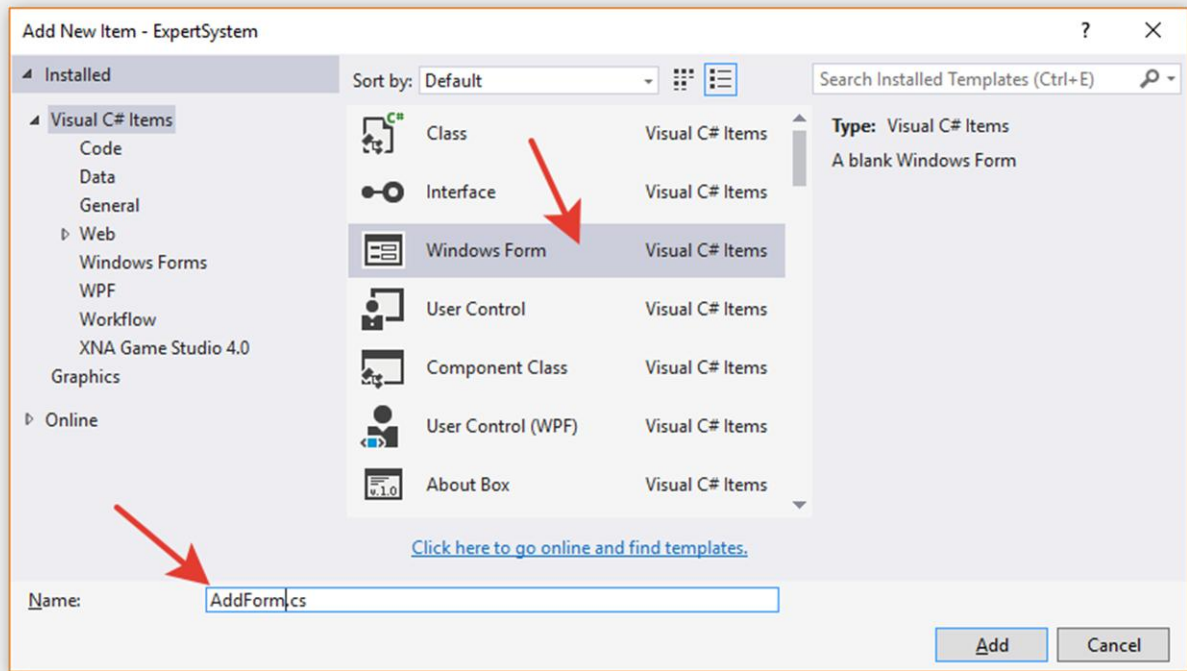 Add New Item - ExpertSystem
? 
Installed
Visual C# Items
Code
Data
General
Web
Windows Forms
WPF
Workflow
XNA Game Studio 4.0
Graphics
Online
Sort by: Default
C#
Class Visual C# Items
Interface Visual C# Items
Windows Form Visual C# Items
User Control Visual C# Items
Component Class Visual C# Items
User Control (WPF) Visual C# Items
v.1.0
About Box Visual C# Items
Click here to go online and find templates.
Search Installed Templates (Ctrl+E)
Type: Visual C# Items
A blank Windows Form
Name: AddForm.cs
Add Cancel